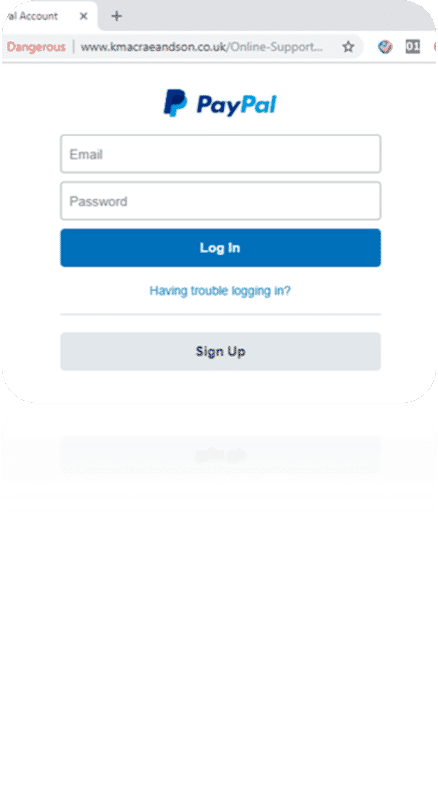 al Account
Dangerous | www.kmacraeandson.co.uk/Online-Support...
01
PayPal
Email
Password
Log In
Having trouble logging in?
Sign Up